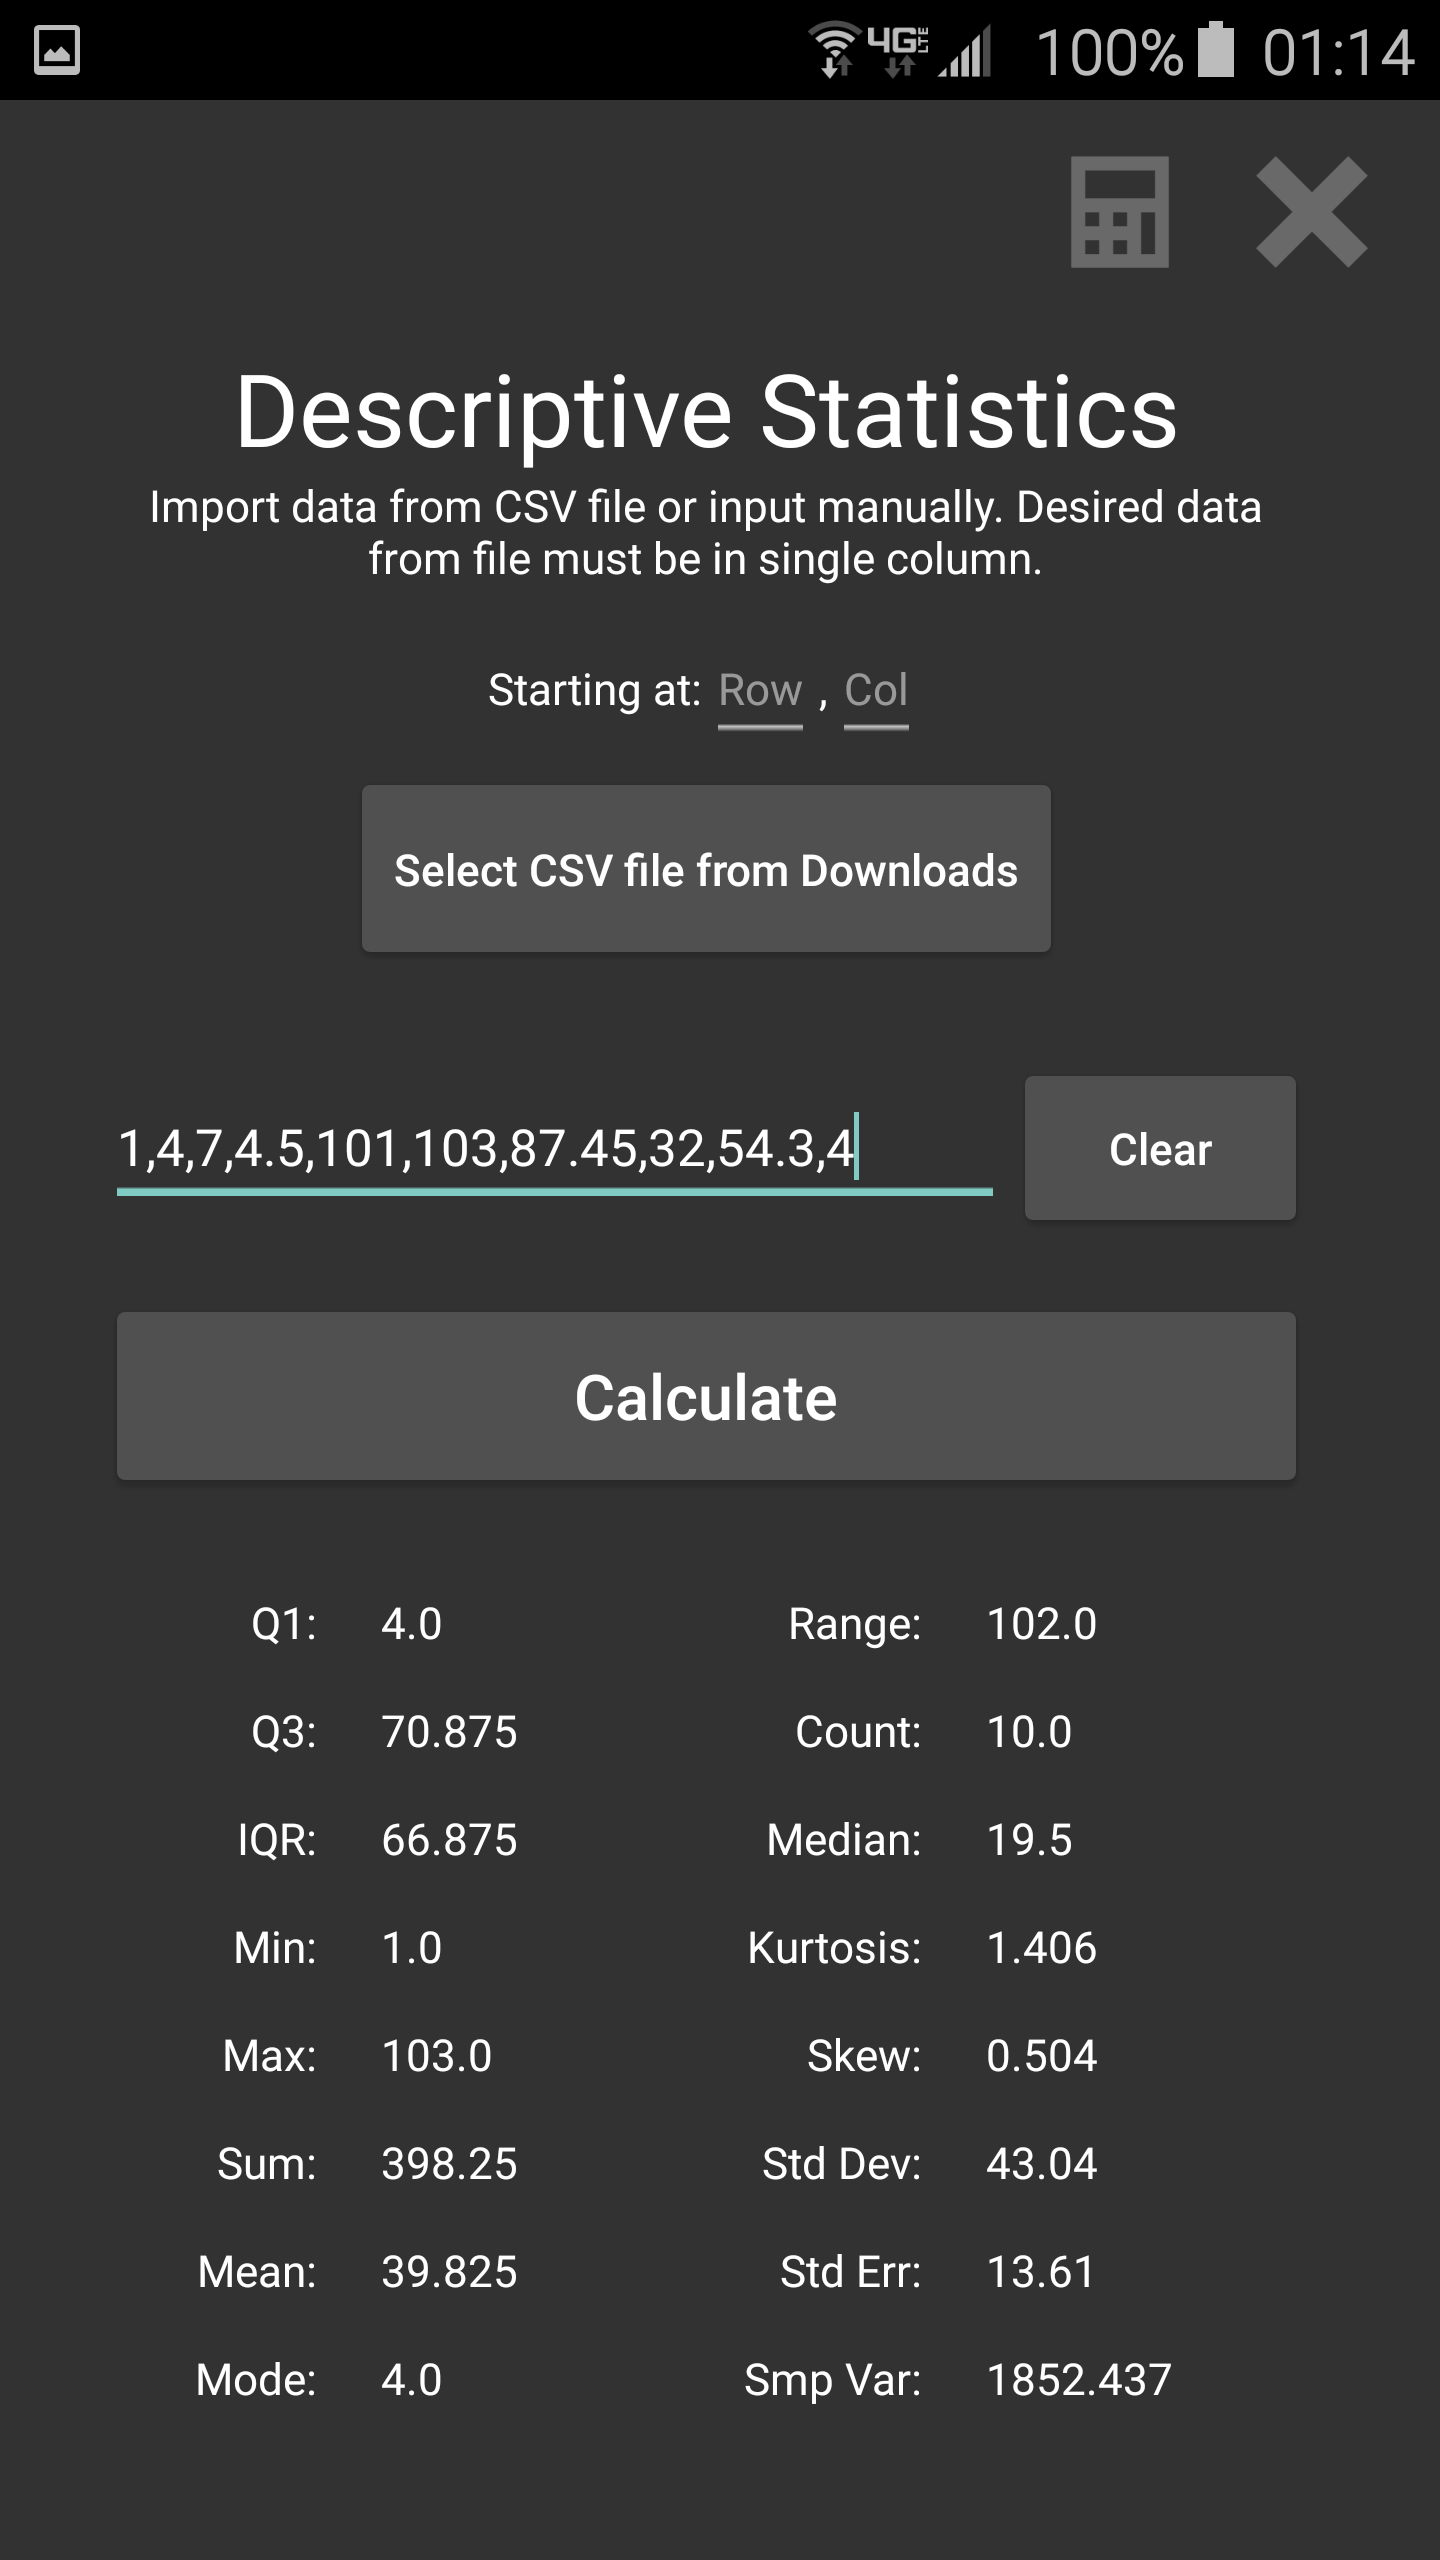 4G LTE 100% 01:14
Descriptive Statistics
Import data from CSV file or input manually. Desired data
from file must be in single column.
Starting at: Row , Col
Select CSV file from Downloads
1,4,7,4.5,101,103,87.45,32,54.3,4
Clear
Calculate
Q1: 4.0 Range: 102.0
Q3: 70.875 Count: 10.0
IQR: 66.875 Median: 19.5
Min: 1.0 Kurtosis: 1.406
Max: 103.0 Skew: 0.504
Sum: 398.25 Std Dev: 43.04
Mean: 39.825 Std Err: 13.61
Mode: 4.0 Smp Var: 1852.437